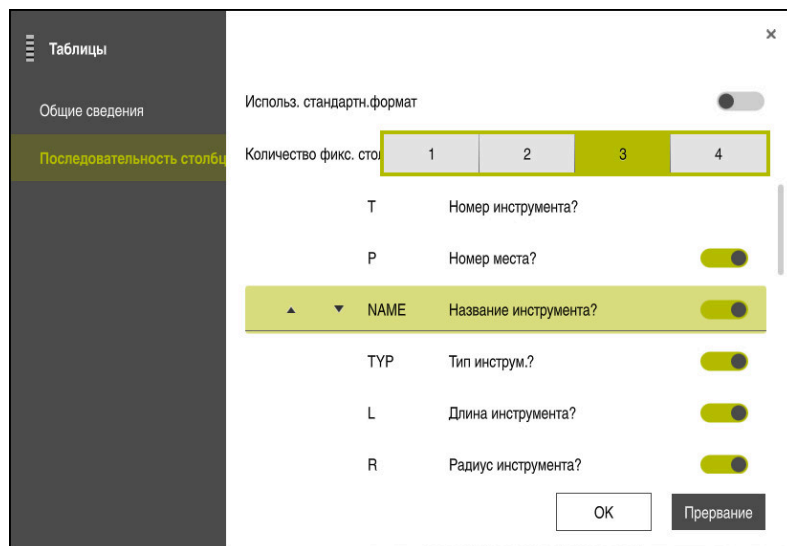 Таблицы
Общие сведения
Последовательность столбц
Использ. стандартн.формат
Количество фикс. стол 1 2 3 4
T Номер инструмента?
P Номер места?
NAME Название инструмента?
TYP Тип инструм.?
L Длина инструмента?
R Радиус инструмента?
OK Прервание